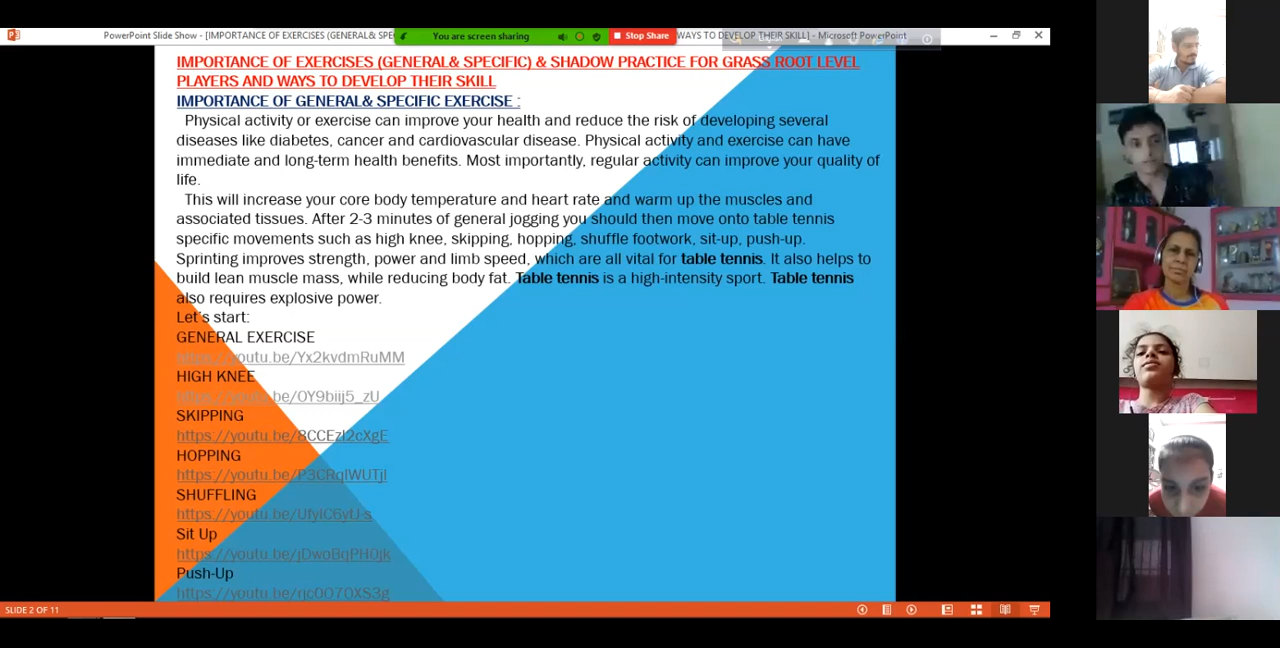 PowerPoint Slide Show - [IMPORTANCE OF EXERCISES (GENERAL& SPE
You are screen sharing
Stop Share
WAYS TO DEVELOP THEIR SKILL] - Microsoft PowerPoint
IMPORTANCE OF EXERCISES (GENERAL& SPECIFIC) & SHADOW PRACTICE FOR GRASS ROOT LEVEL
PLAYERS AND WAYS TO DEVELOP THEIR SKILL
IMPORTANCE OF GENERAL& SPECIFIC EXERCISE :
Physical activity or exercise can improve your health and reduce the risk of developing several
diseases like diabetes, cancer and cardiovascular disease. Physical activity and exercise can have
immediate and long-term health benefits. Most importantly, regular activity can improve your quality of
life.
This will increase your core body temperature and heart rate and warm up the muscles and
associated tissues. After 2-3 minutes of general jogging you should then move onto table tennis
specific movements such as high knee, skipping, hopping, shuffle footwork, sit-up, push-up.
Sprinting improves strength, power and limb speed, which are all vital for table tennis. It also helps to
build lean muscle mass, while reducing body fat. Table tennis is a high-intensity sport. Table tennis
also requires explosive power.
Let's start:
GENERAL EXERCISE
https://youtu.be/Yx2kvdmRuMM
HIGH KNEE
https://youtu.be/OY9biij5_zU
SKIPPING
HOPPING
SHUFFLING
Sit Up
Push-Up
SLIDE 2 OF 11